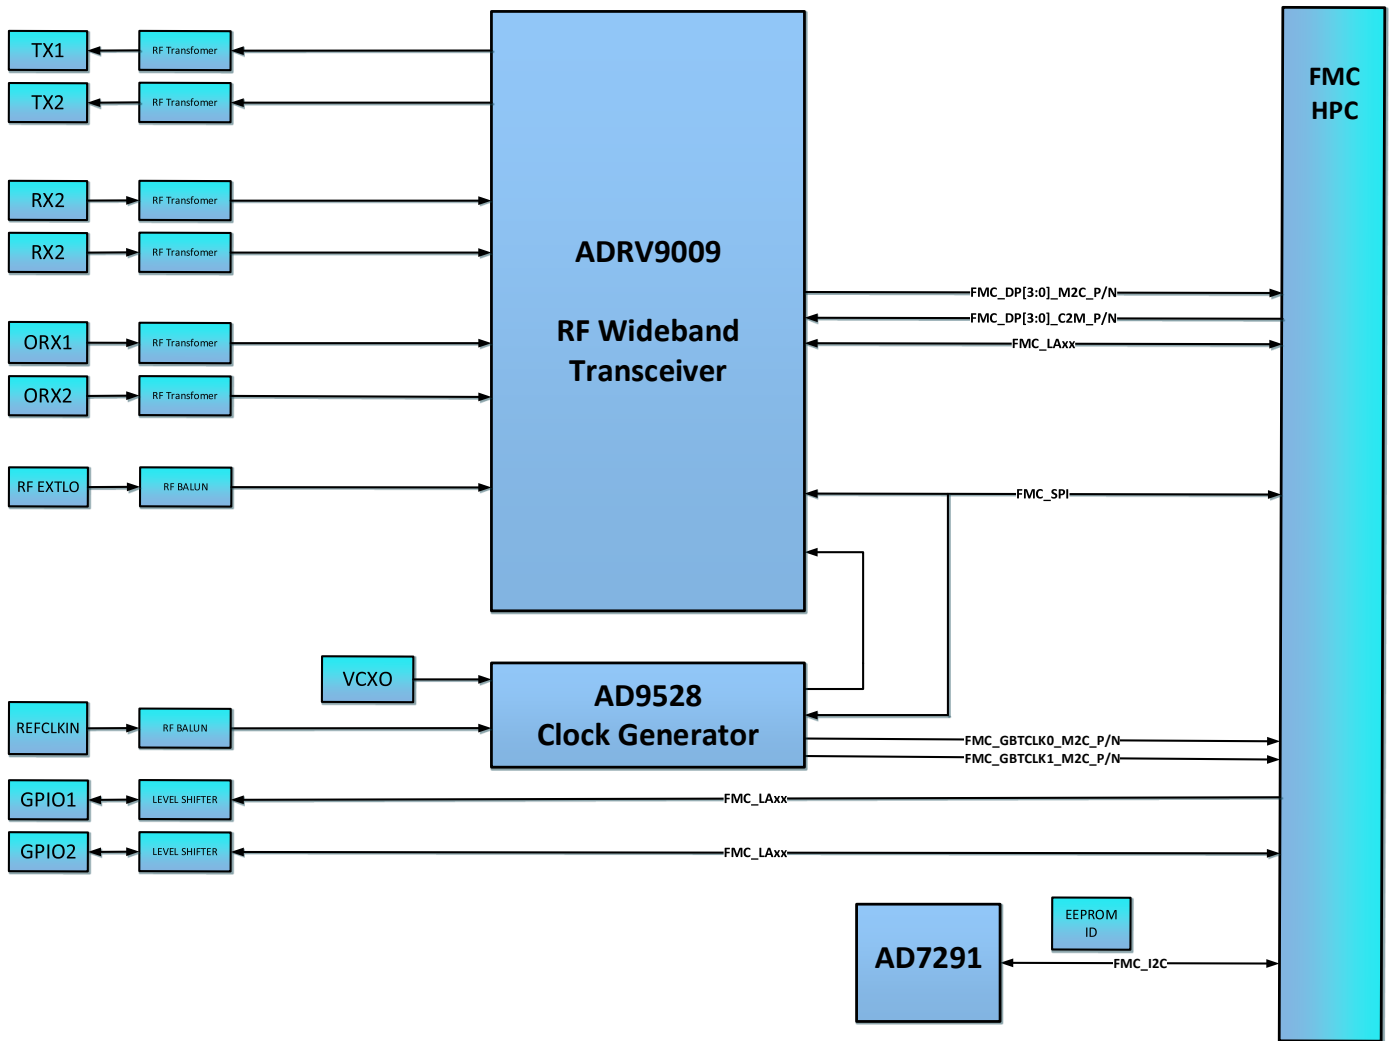 TX1
RF Transfomer
TX2
RF Transfomer
RX2
RF Transfomer
RX2
RF Transfomer
ORX1
RF Transfomer
ORX2
RF Transfomer
RF EXTLO
RF BALUN
ADRV9009
RF Wideband
Transceiver
FMC
HPC
FMC_DP[3:0]_M2C_P/N
FMC_DP[3:0]_C2M_P/N
FMC_LAxx
FMC_SPI
VCXO
REFCLKIN
RF BALUN
AD9528
Clock Generator
FMC_GBTCLK0_M2C_P/N
FMC_GBTCLK1_M2C_P/N
GPIO1
LEVEL SHIFTER
FMC_LAxx
GPIO2
LEVEL SHIFTER
FMC_LAxx
AD7291
EEPROM
ID
FMC_I2C